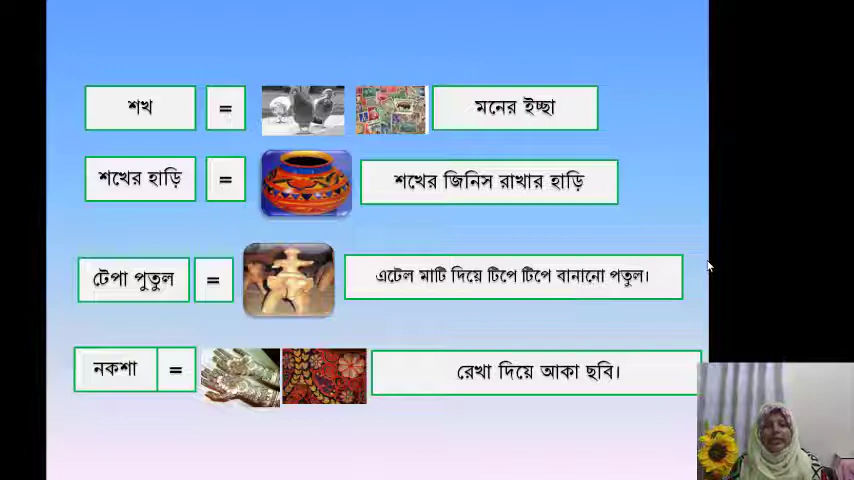 শখ = মনের ইচ্ছা
শখের হাড়ি = শখের জিনিস রাখার হাড়ি
টেপা পুতুল = এটেল মাটি দিয়ে টিপে টিপে বানানো পতুল।
নকশা = রেখা দিয়ে আকা ছবি।